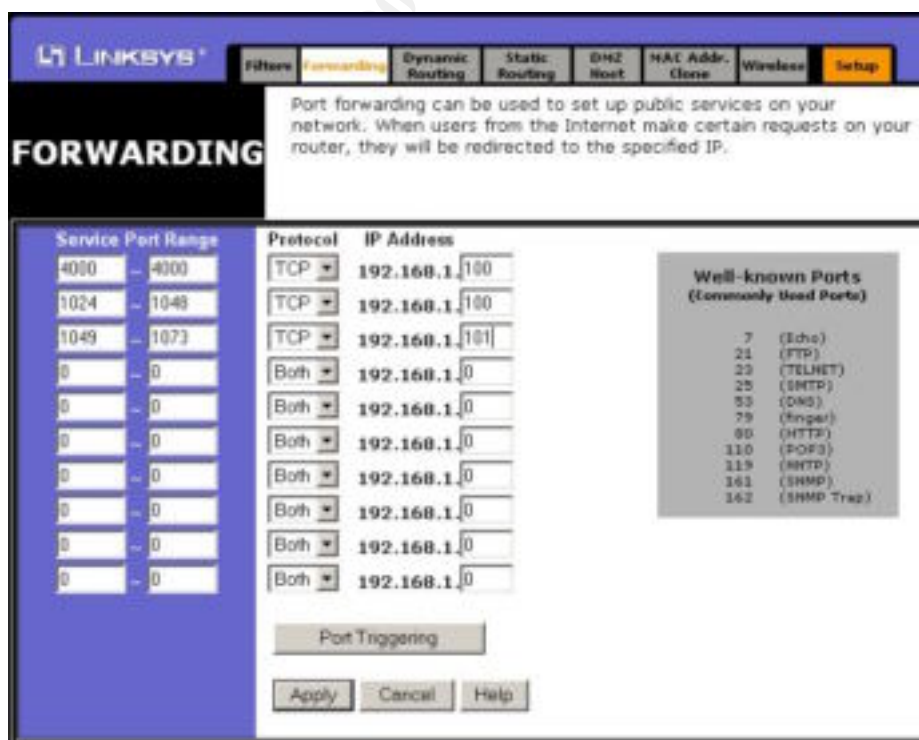 LINKSYS®
Filters Forwarding Dynamic Routing Static Routing DMZ Host MAC Addr. Clone Wireless Setup
FORWARDING
Port forwarding can be used to set up public services on your
network. When users from the Internet make certain requests on your
router, they will be redirected to the specified IP.
Service Port Range Protocol IP Address
4000 ~ 4000 TCP 192.168.1.100
1024 ~ 1048 TCP 192.168.1.100
1049 ~ 1073 TCP 192.168.1.101
0 ~ 0 Both 192.168.1.0
0 ~ 0 Both 192.168.1.0
0 ~ 0 Both 192.168.1.0
0 ~ 0 Both 192.168.1.0
0 ~ 0 Both 192.168.1.0
0 ~ 0 Both 192.168.1.0
0 ~ 0 Both 192.168.1.0
Well-known Ports
(Commonly Used Ports)
7 (Echo)
21 (FTP)
23 (TELNET)
25 (SMTP)
53 (DNS)
79 (finger)
80 (HTTP)
110 (POP3)
119 (NNTP)
161 (SNMP)
162 (SNMP Trap)
Port Triggering
Apply Cancel Help